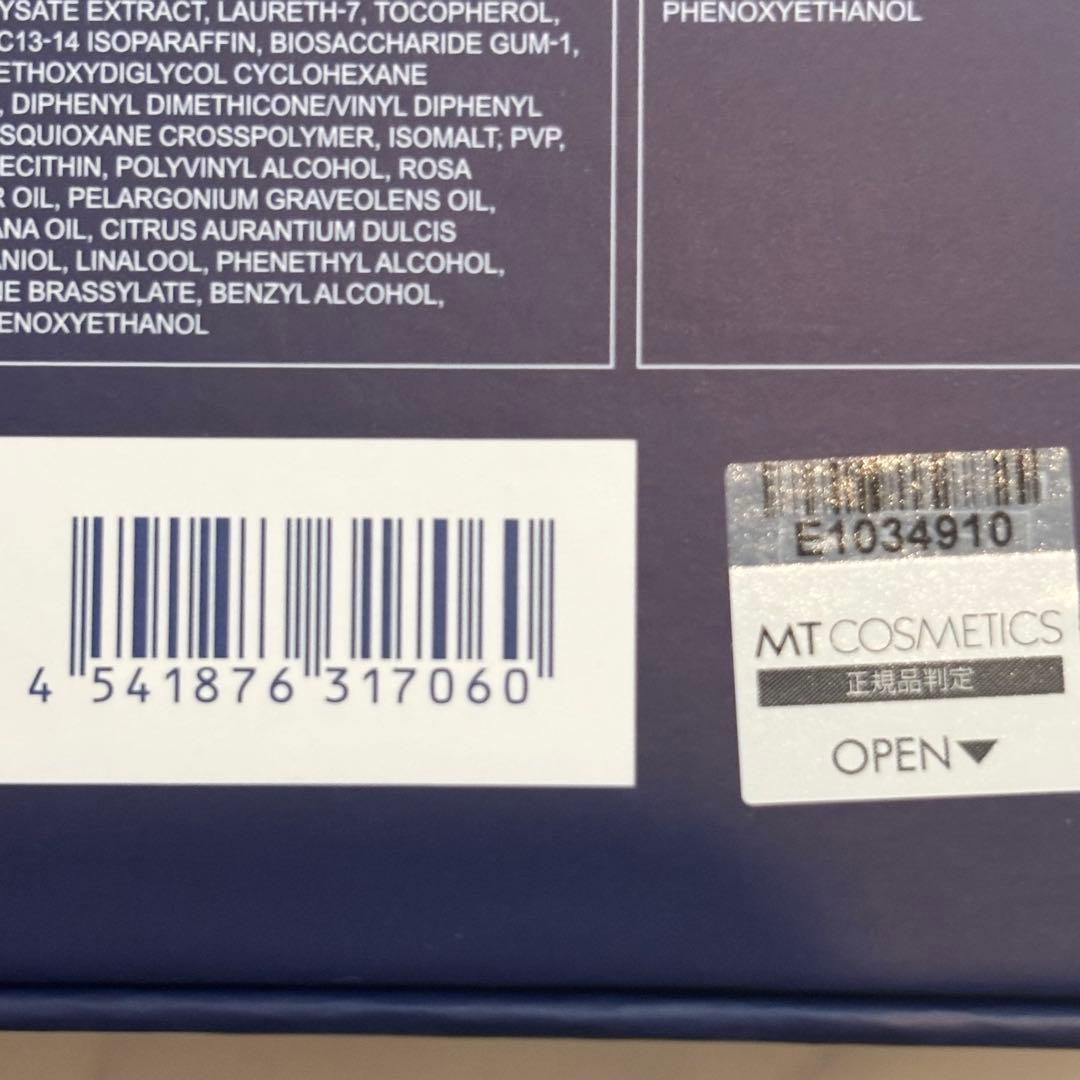 YSATE EXTRACT, LAURETH-7, TOCOPHEROL,
C13-14 ISOPARAFFIN, BIOSACCHARIDE GUM-1,
ETHOXYDIGLYCOL CYCLOHEXANE
, DIPHENYL DIMETHICONE/VINYL DIPHENYL
SQUIOXANE CROSSPOLYMER, ISOMALT; PVP,
ECITHIN, POLYVINYL ALCOHOL, ROSA
R OIL, PELARGONIUM GRAVEOLENS OIL,
ANA OIL, CITRUS AURANTIUM DULCIS
ANIOL, LINALOOL, PHENETHYL ALCOHOL,
NE BRASSYLATE, BENZYL ALCOHOL,
ENOXYETHANOL
PHENOXYETHANOL
4 541876 317060
E1034910
MT COSMETICS
正規品判定
OPEN▼